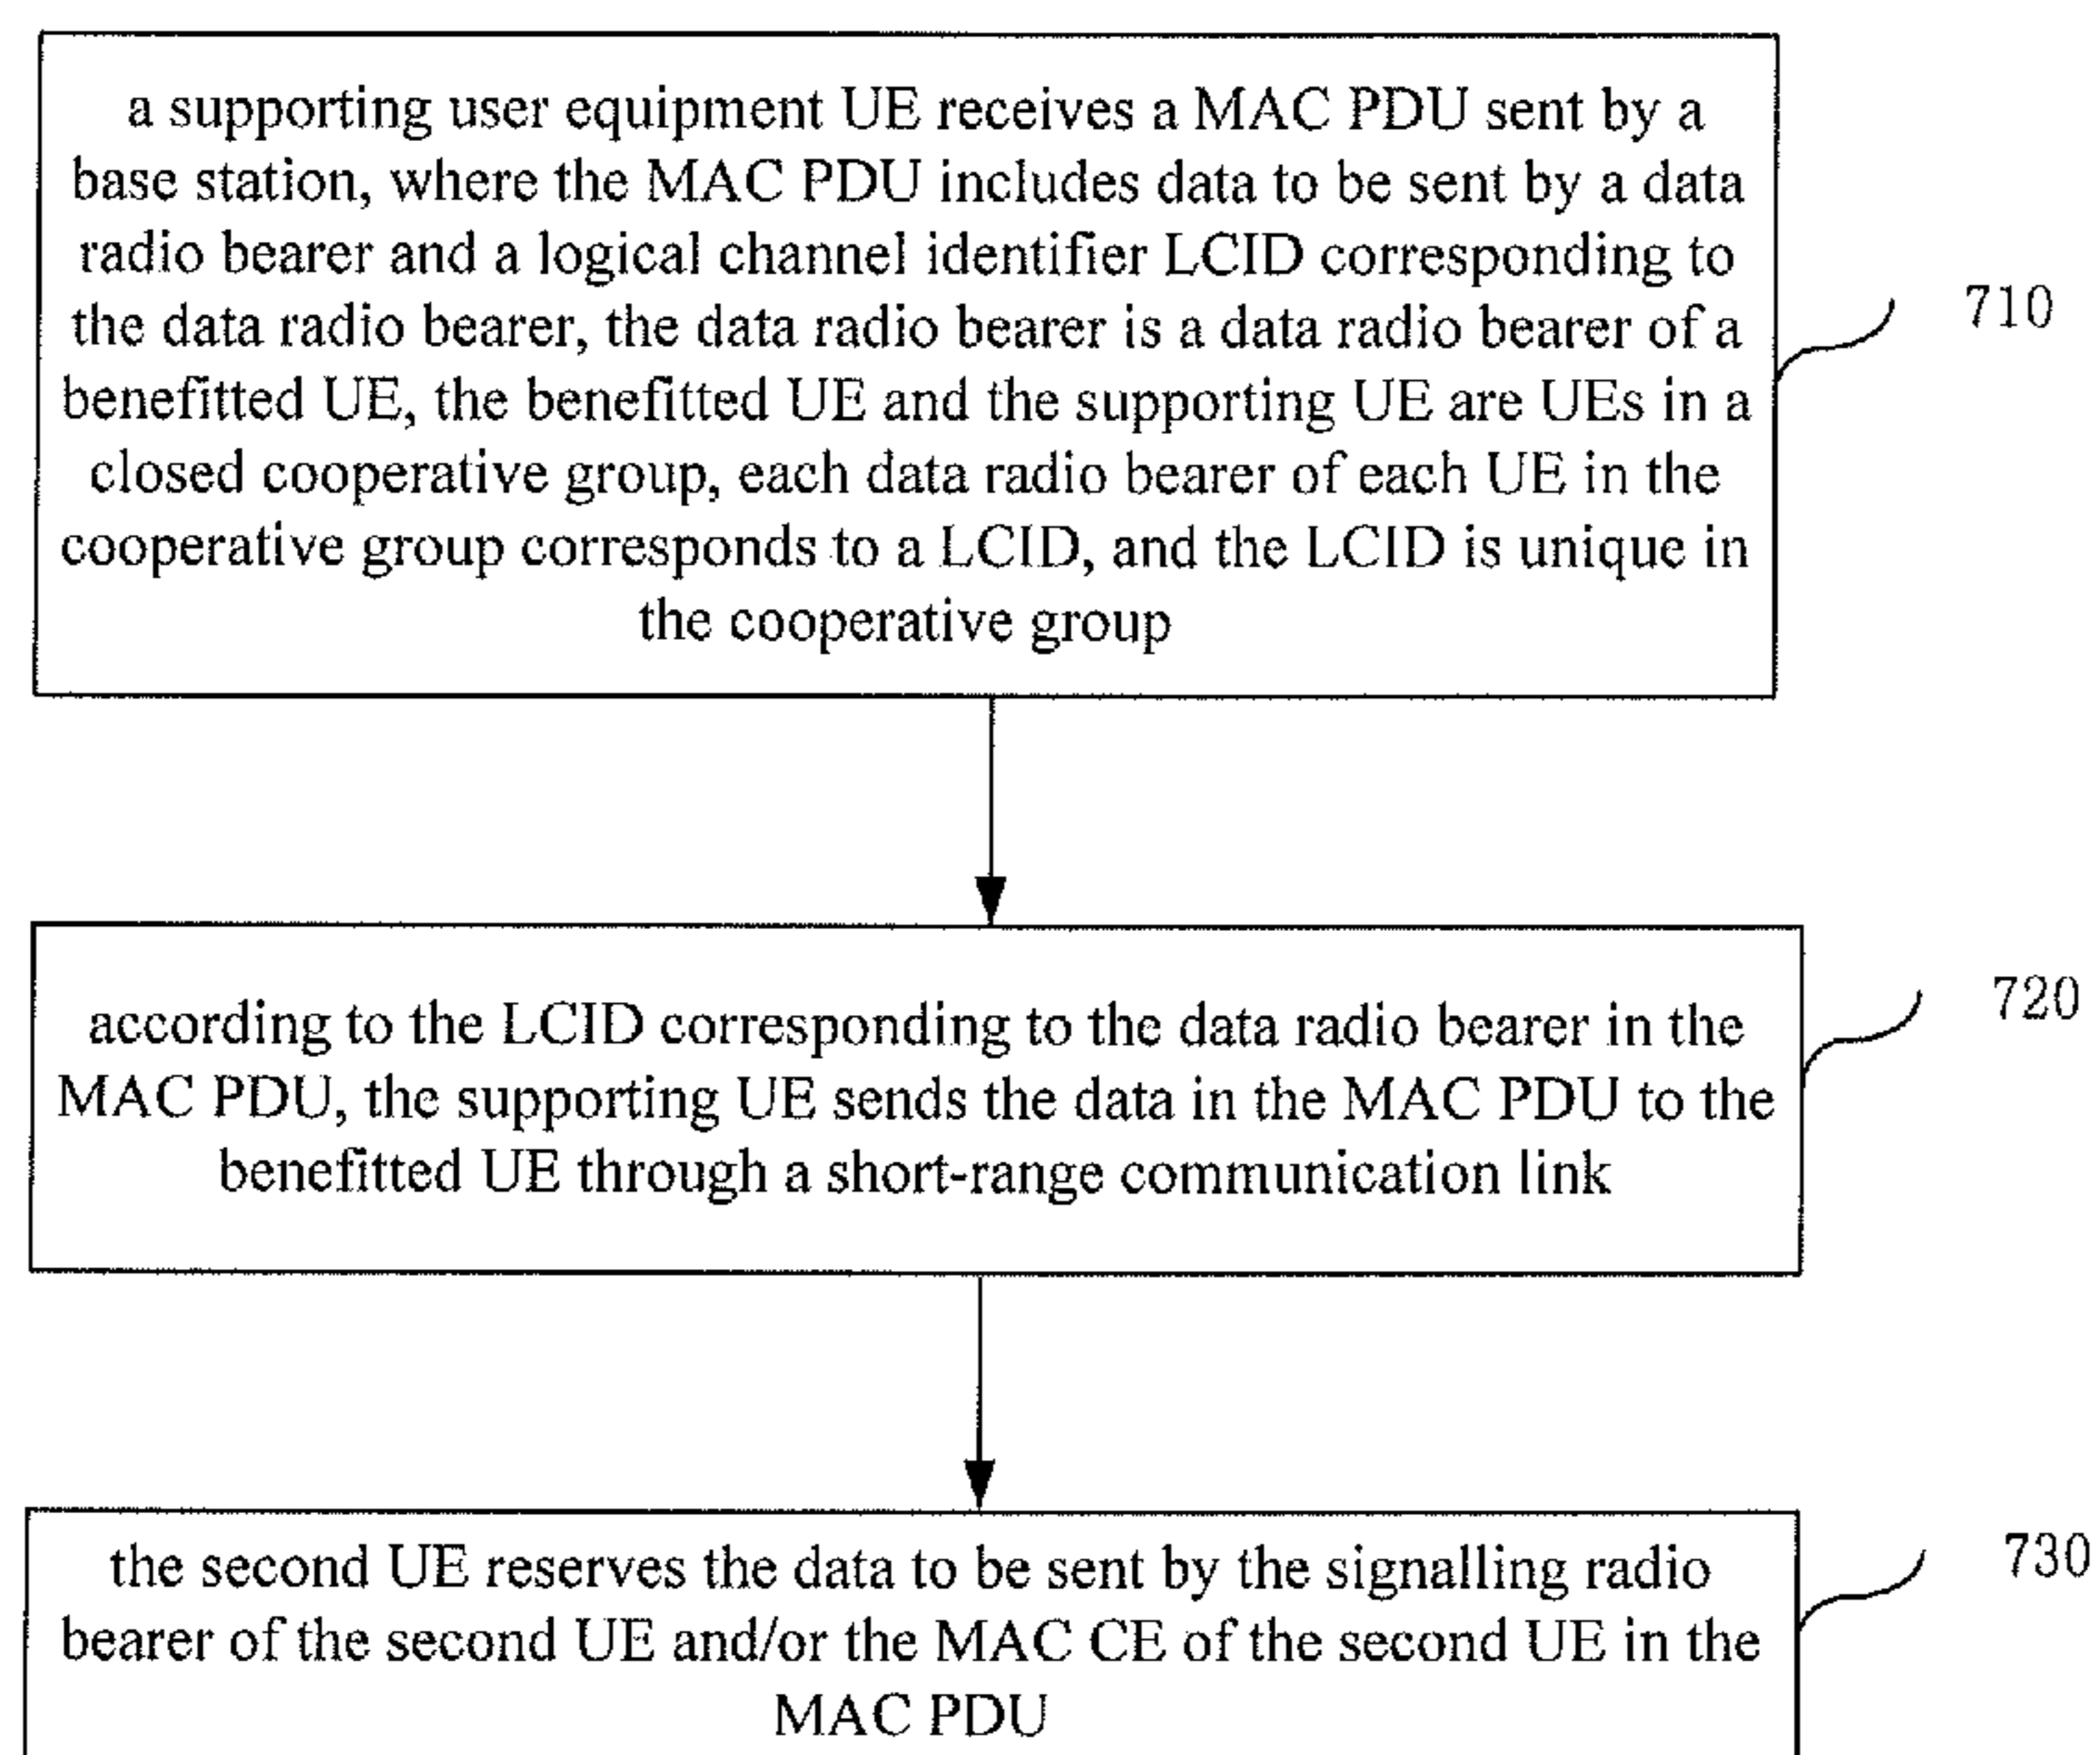 a supporting user equipment UE receives a MAC PDU sent by a
base station, where the MAC PDU includes data to be sent by a data
radio bearer and a logical channel identifier LCID corresponding to
the data radio bearer, the data radio bearer is a data radio bearer of a
benefitted UE, the benefitted UE and the supporting UE are UEs in a
closed cooperative group, each data radio bearer of each UE in the
cooperative group corresponds to a LCID, and the LCID is unique in
the cooperative group
710
according to the LCID corresponding to the data radio bearer in the
MAC PDU, the supporting UE sends the data in the MAC PDU to the
benefitted UE through a short-range communication link
720
the second UE reserves the data to be sent by the signalling radio
bearer of the second UE and/or the MAC CE of the second UE in the
MAC PDU
730